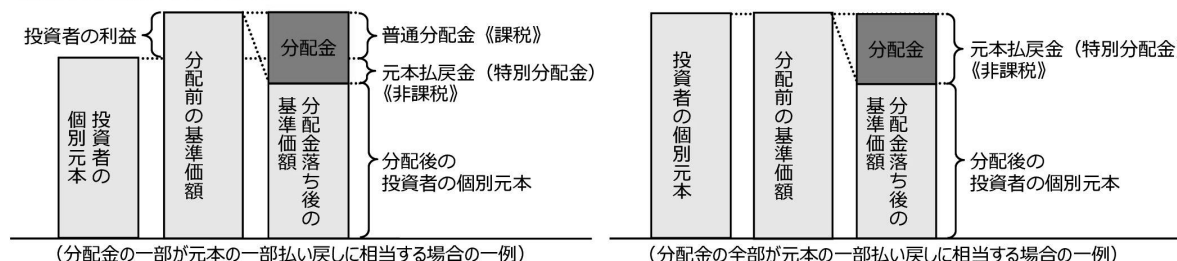 投資者の利益
投資者の
個別元本
分配前の基準価額
分配金
分配金落ち後の
基準価額
普通分配金《課税》
元本払戻金（特別分配金）
《非課税》
分配後の
投資者の個別元本
（分配金の一部が元本の一部払い戻しに相当する場合の一例）
投資者の個別元本
分配前の基準価額
分配金
分配金落ち後の
基準価額
元本払戻金（特別分配金）
《非課税》
分配後の
投資者の個別元本
（分配金の全部が元本の一部払い戻しに相当する場合の一例）